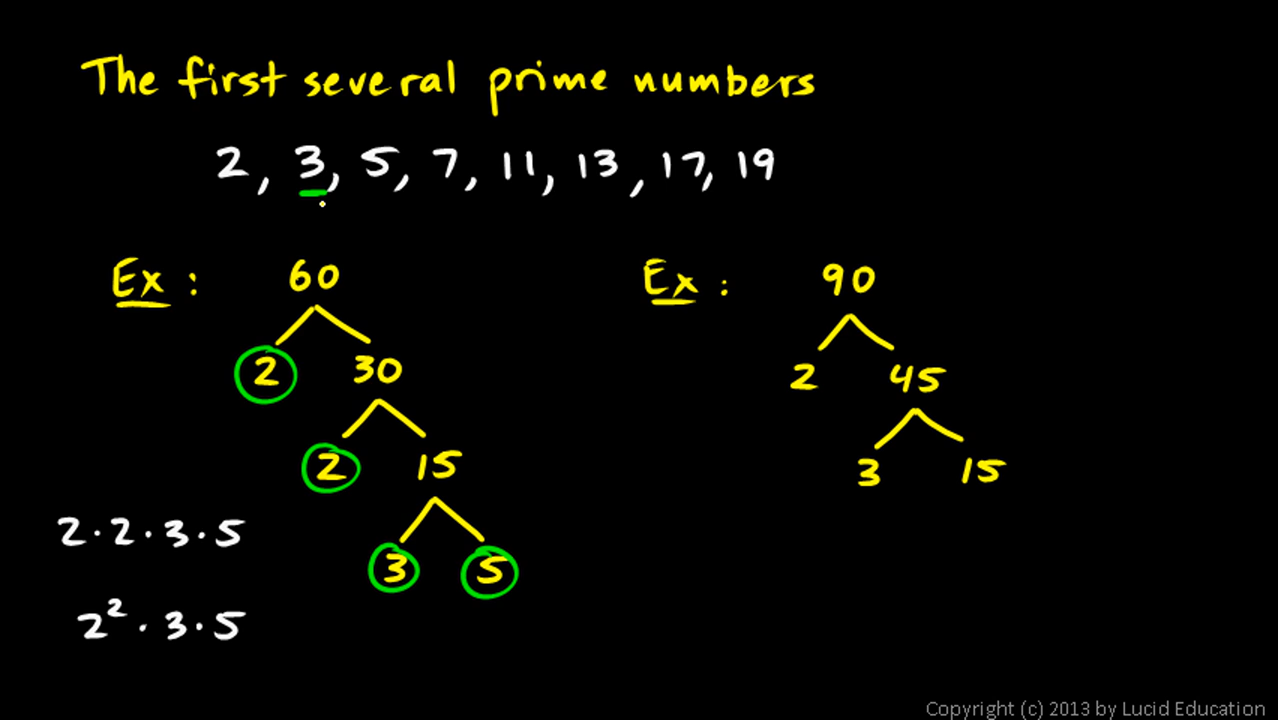 The first several prime numbers
2, 3, 5, 7, 11, 13, 17, 19
Ex : 60
2 30
2 15
3 5
2 · 2 · 3 · 5
2² · 3 · 5
Ex : 90
2 45
3 15
Copyright (c) 2013 by Lucid Education